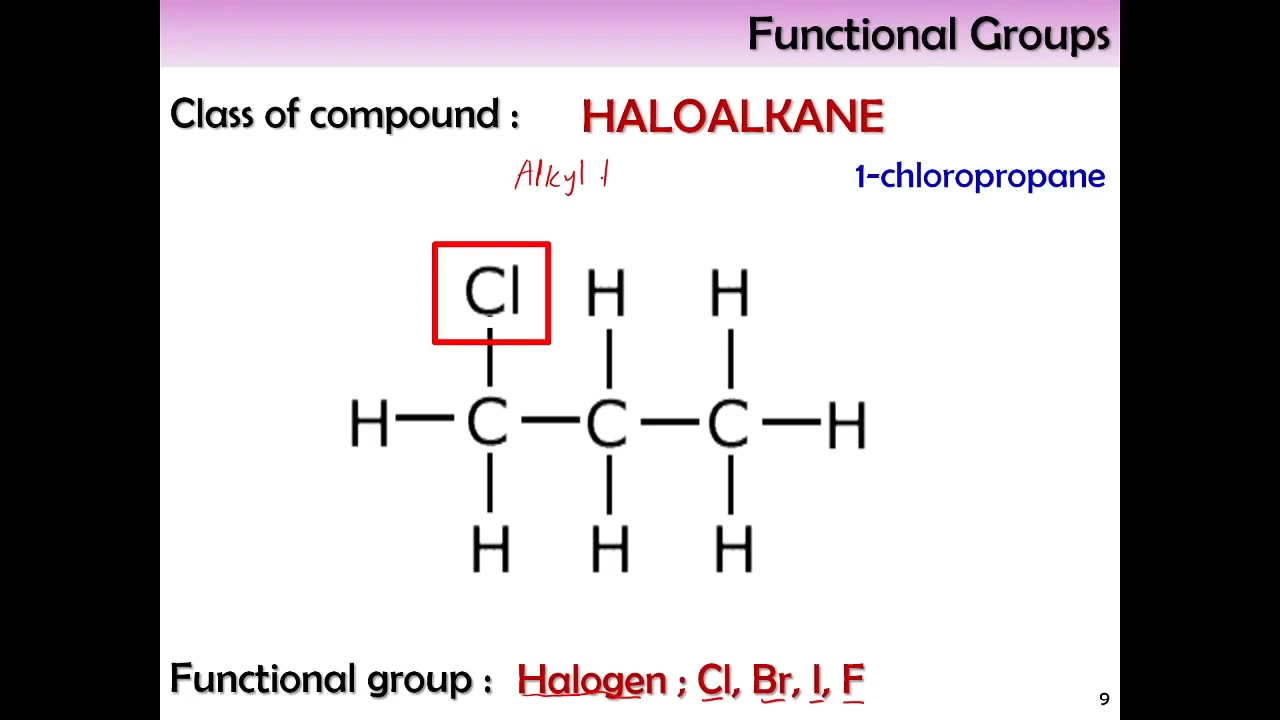 Functional Groups
Class of compound : HALOALKANE
Alkyl
1-chloropropane
Cl H H
H C C C H
H H H
Functional group : Halogen ; Cl, Br, I, F
9